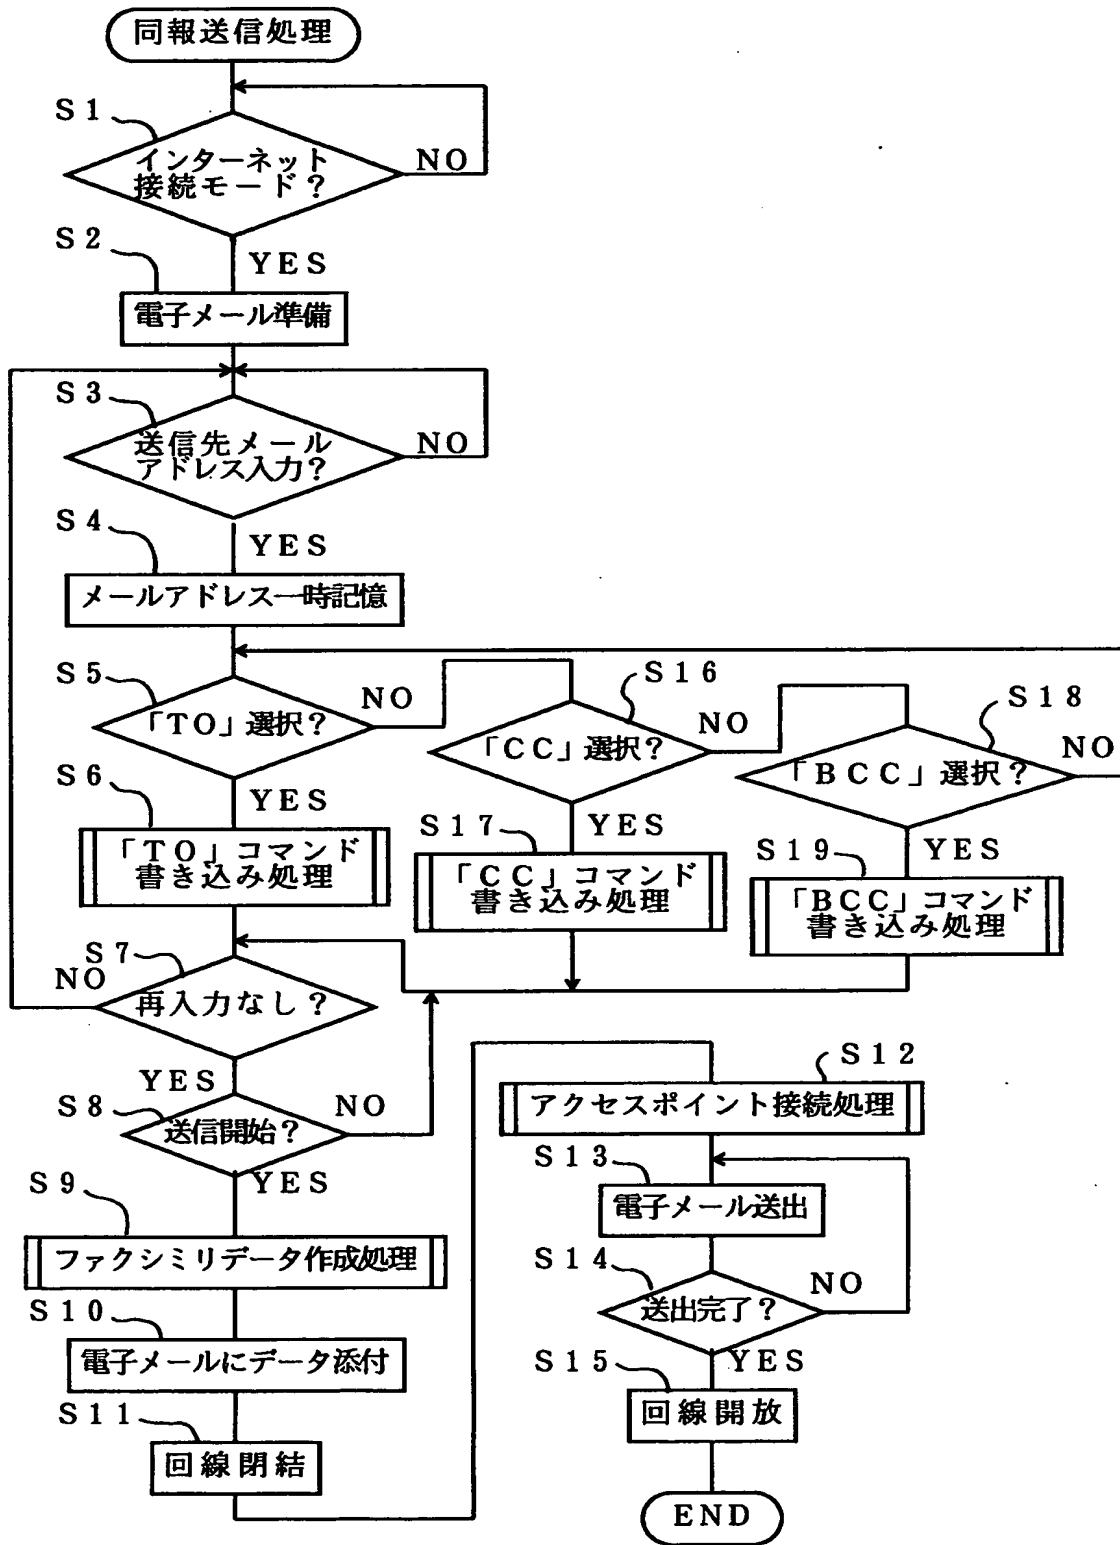 同報送信処理
S1
インターネット
接続モード?
NO
S2
YES
電子メール準備
S3
送信先メール
アドレス入力?
NO
S4
YES
メールアドレス一時記憶
S5
「TO」選択?
NO
S16
「CC」選択?
NO
S18
「BCC」選択?
NO
S6
YES
「TO」コマンド
書き込み処理
S17
YES
「CC」コマンド
書き込み処理
S19
YES
「BCC」コマンド
書き込み処理
S7
NO
再入力なし?
YES
S8
送信開始?
NO
YES
S9
ファクシミリデータ作成処理
S10
電子メールにデータ添付
S11
回線閉結
S12
アクセスポイント接続処理
S13
電子メール送出
S14
送出完了?
NO
YES
S15
回線開放
END